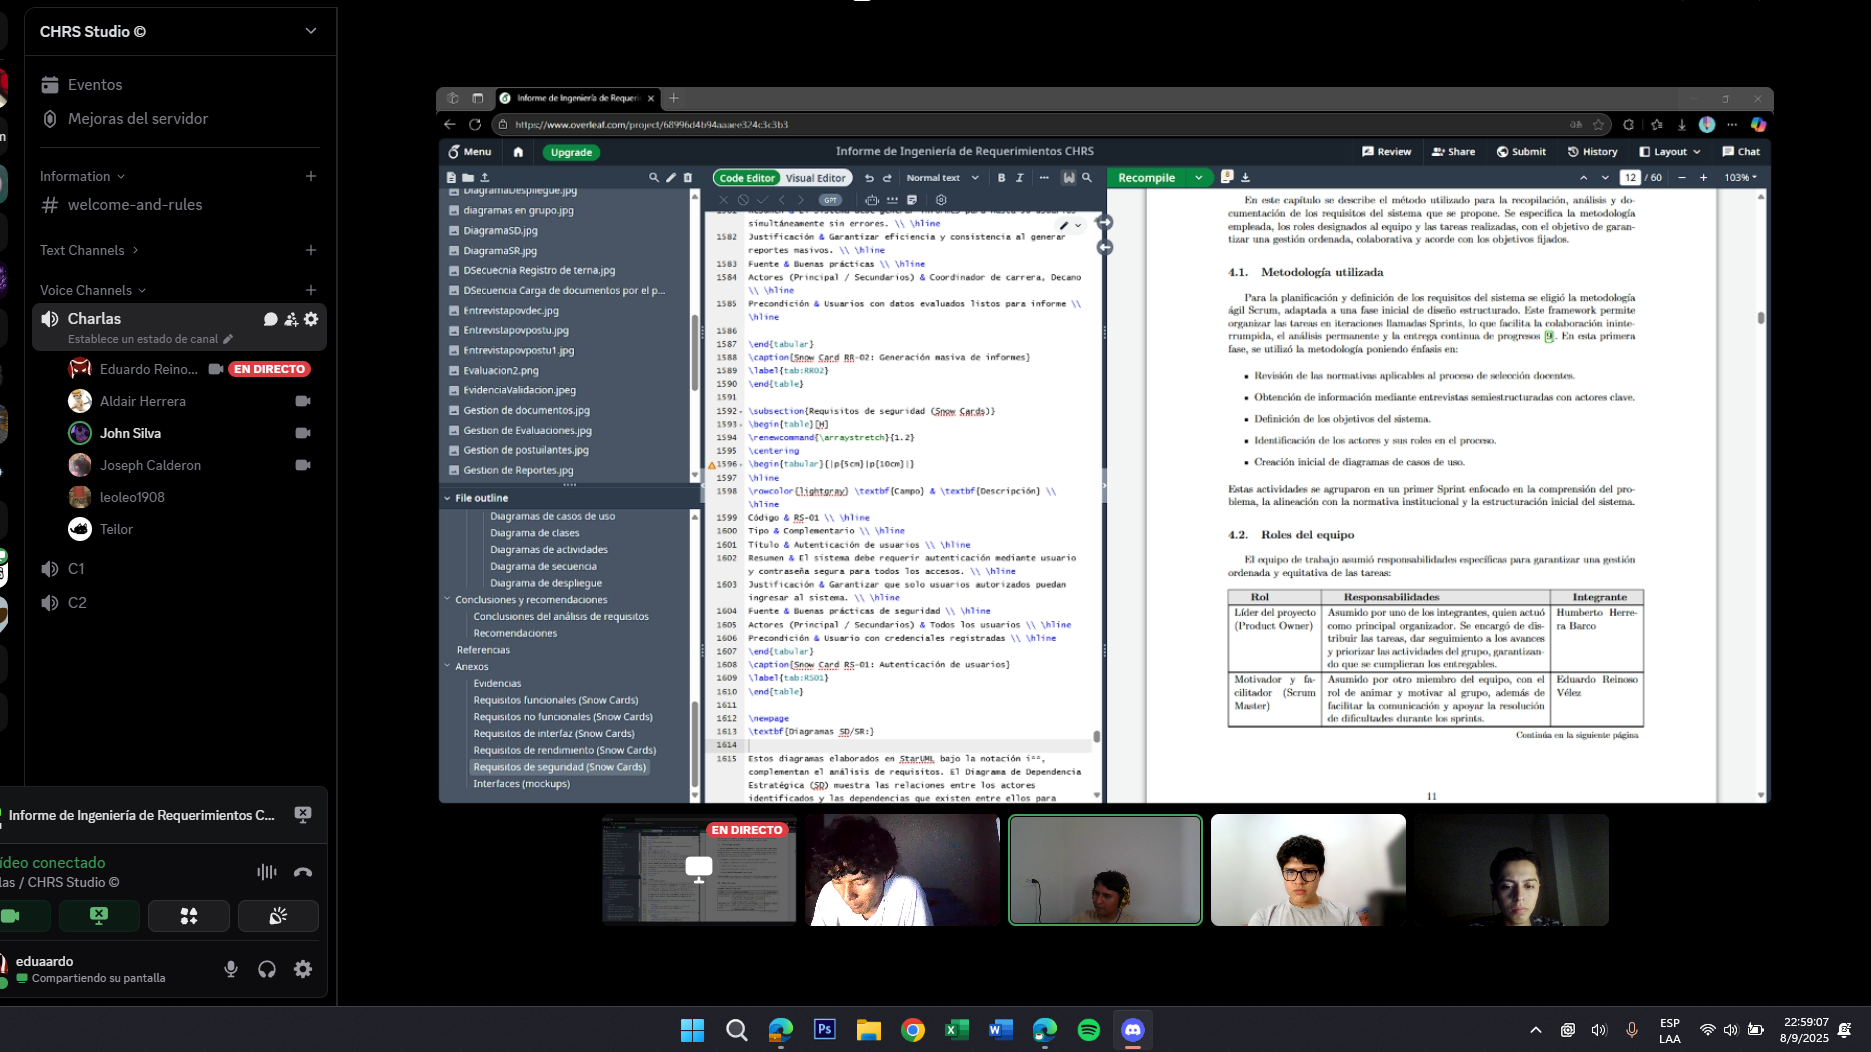 CHRS Studio ©
Eventos
Mejoras del servidor
Information
welcome-and-rules
Text Channels
Voice Channels
Charlas
Establece un estado de canal
Eduardo Reino...
EN DIRECTO
Aldair Herrera
John Silva
Joseph Calderon
leoleo1908
Teilor
C1
C2
Informe de Ingeniería de Requerimientos C...
ídeo conectado
las / CHRS Studio ©
eduaardo
Compartiendo su pantalla
Informe de Ingeniería de Requeri
https://www.overleaf.com/project/68996d4b94aaaee324c3c3b3
Menu
Upgrade
Informe de Ingeniería de Requerimientos CHRS
Review
Share
Submit
History
Layout
Chat
Code Editor
Visual Editor
Normal text
B
I
Recompile
12 / 60
103%
GPT
DiagramaDespliegue.jpg
diagramas en grupo.jpg
DiagramaSD.jpg
DiagramaSR.jpg
DSecuecnia Registro de terna.jpg
DSecuencia Carga de documentos por el p...
Entrevistapovdec.jpg
Entrevistapovpostu.jpg
Entrevistapovpostu1.jpg
Evaluacion2.png
EvidenciaValidacion.jpeg
Gestion de documentos.jpg
Gestion de Evaluaciones.jpg
Gestion de postuilantes.jpg
Gestion de Reportes.jpg
File outline
Diagramas de casos de uso
Diagrama de clases
Diagramas de actividades
Diagrama de secuencia
Diagrama de despliegue
Conclusiones y recomendaciones
Conclusiones del análisis de requisitos
Recomendaciones
Referencias
Anexos
Evidencias
Requisitos funcionales (Snow Cards)
Requisitos no funcionales (Snow Cards)
Requisitos de interfaz (Snow Cards)
Requisitos de rendimiento (Snow Cards)
Requisitos de seguridad (Snow Cards)
Interfaces (mockups)
simultáneamente sin errores. \\ \hline
1582 Justificación & Garantizar eficiencia y consistencia al generar
reportes masivos. \\ \hline
1583 Fuente & Buenas prácticas \\ \hline
1584 Actores (Principal / Secundarios) & Coordinador de carrera, Decano
\\ \hline
1585 Precondición & Usuarios con datos evaluados listos para informe \\
\hline
1586
1587 \end{tabular}
1588 \caption{Snow Card RR-02: Generación masiva de informes}
1589 \label{tab:RR02}
1590 \end{table}
1591
1592 \subsection{Requisitos de seguridad (Snow Cards)}
1593 \begin{table}[H]
1594 \renewcommand{\arraystretch}{1.2}
1595 \centering
1596 \begin{tabular}{|p{5cm}|p{10cm}|}
1597 \hline
1598 \rowcolor{lightgray} \textbf{Campo} & \textbf{Descripción} \\
\hline
1599 Código & RS-01 \\ \hline
1600 Tipo & Complementario \\ \hline
1601 Título & Autenticación de usuarios \\ \hline
1602 Resumen & El sistema debe requerir autenticación mediante usuario
y contraseña segura para todos los accesos. \\ \hline
1603 Justificación & Garantizar que solo usuarios autorizados puedan
ingresar al sistema. \\ \hline
1604 Fuente & Buenas prácticas de seguridad \\ \hline
1605 Actores (Principal / Secundarios) & Todos los usuarios \\ \hline
1606 Precondición & Usuario con credenciales registradas \\ \hline
1607 \end{tabular}
1608 \caption{Snow Card RS-01: Autenticación de usuarios}
1609 \label{tab:RS01}
1610 \end{table}
1611
1612 \newpage
1613 \textbf{Diagramas SD/SR:}
1614
1615 Estos diagramas elaborados en StarUML bajo la notación i**,
complementan el análisis de requisitos. El Diagrama de Dependencia
Estratégica (SD) muestra las relaciones entre los actores
identificados y las dependencias que existen entre ellos para
En este capítulo se describe el método utilizado para la recopilación, análisis y do-
cumentación de los requisitos del sistema que se propone. Se especifica la metodología
empleada, los roles designados al equipo y las tareas realizadas, con el objetivo de garan-
tizar una gestión ordenada, colaborativa y acorde con los objetivos fijados.
4.1. Metodología utilizada
Para la planificación y definición de los requisitos del sistema se eligió la metodología
ágil Scrum, adaptada a una fase inicial de diseño estructurado. Este framework permite
organizar las tareas en iteraciones llamadas Sprints, lo que facilita la colaboración ininte-
rrumpida, el análisis permanente y la entrega continua de progresos [9]. En esta primera
fase, se utilizó la metodología poniendo énfasis en:
▪ Revisión de las normativas aplicables al proceso de selección docentes.
▪ Obtención de información mediante entrevistas semiestructuradas con actores clave.
▪ Definición de los objetivos del sistema.
▪ Identificación de los actores y sus roles en el proceso.
▪ Creación inicial de diagramas de casos de uso.
Estas actividades se agruparon en un primer Sprint enfocado en la comprensión del pro-
blema, la alineación con la normativa institucional y la estructuración inicial del sistema.
4.2. Roles del equipo
El equipo de trabajo asumió responsabilidades específicas para garantizar una gestión
ordenada y equitativa de las tareas:
Rol Responsabilidades Integrante
Líder del proyecto (Product Owner)
Asumido por uno de los integrantes, quien actuó
como principal organizador. Se encargó de dis-
tribuir las tareas, dar seguimiento a los avances
y priorizar las actividades del grupo, garantizan-
do que se cumplieran los entregables.
Humberto Herre-
ra Barco
Motivador y fa-
cilitador (Scrum
Master)
Asumido por otro miembro del equipo, con el
rol de animar y motivar al grupo, además de
facilitar la comunicación y apoyar la resolución
de dificultades durante los sprints.
Eduardo Reinoso
Vélez
Continúa en la siguiente página
11
EN DIRECTO
Ps
ESP
LAA
22:59:07
8/9/2025